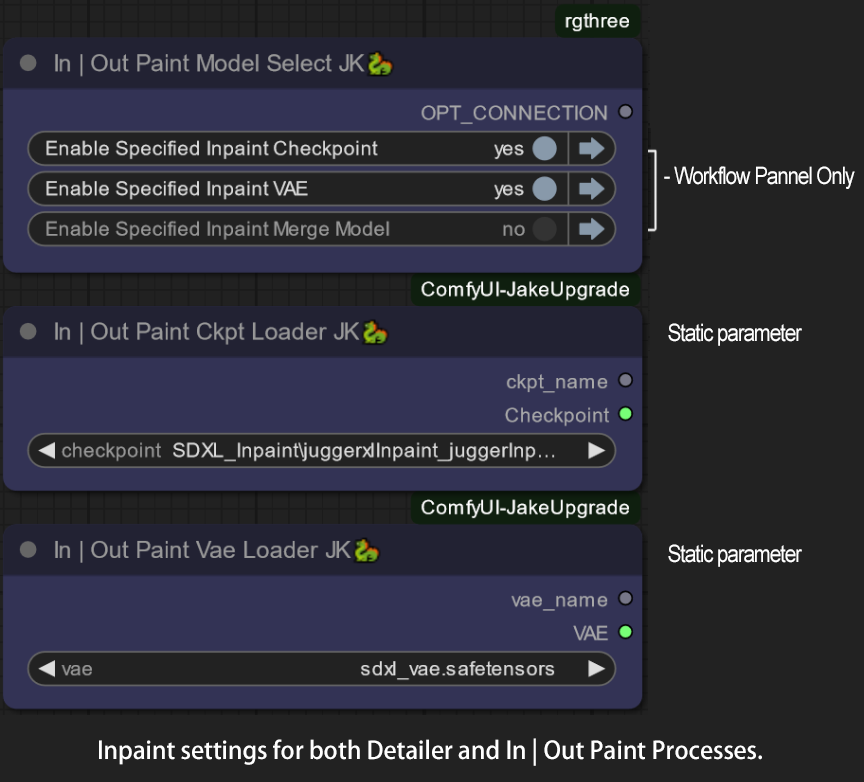 rgthree
In | Out Paint Model Select JK🐉
OPT_CONNECTION
Enable Specified Inpaint Checkpoint yes
Enable Specified Inpaint VAE yes
- Workflow Pannel Only
Enable Specified Inpaint Merge Model no
ComfyUI-JakeUpgrade
In | Out Paint Ckpt Loader JK🐉
Static parameter
ckpt_name
Checkpoint
checkpoint SDXL_Inpaint\juggerxlInpaint_juggerInp...
ComfyUI-JakeUpgrade
In | Out Paint Vae Loader JK🐉
Static parameter
vae_name
VAE
vae sdxl_vae.safetensors
Inpaint settings for both Detailer and In | Out Paint Processes.